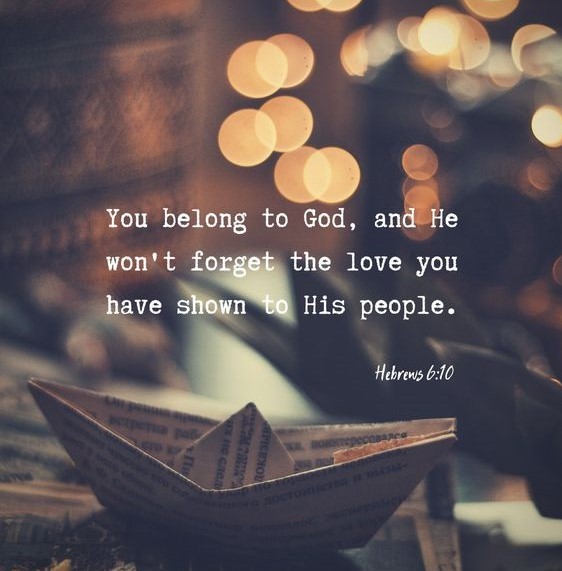 You belong to God, and He
won't forget the love you
have shown to His people.
Hebrews 6:10